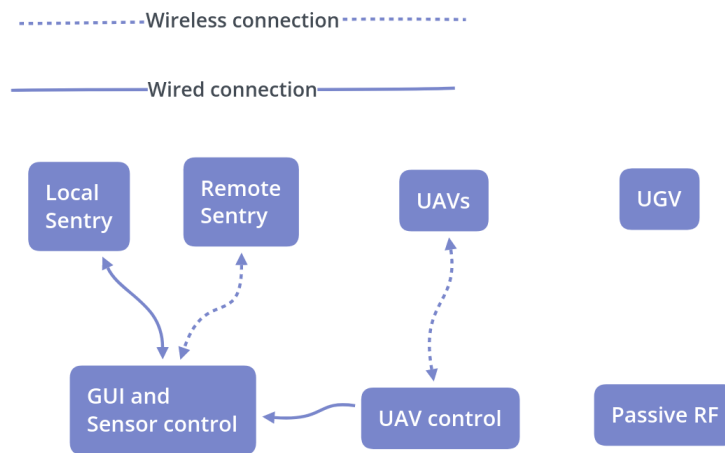 Wireless connection
Wired connection
Local
Sentry
Remote
Sentry
UAVs
UGV
GUI and
Sensor control
UAV control
Passive RF